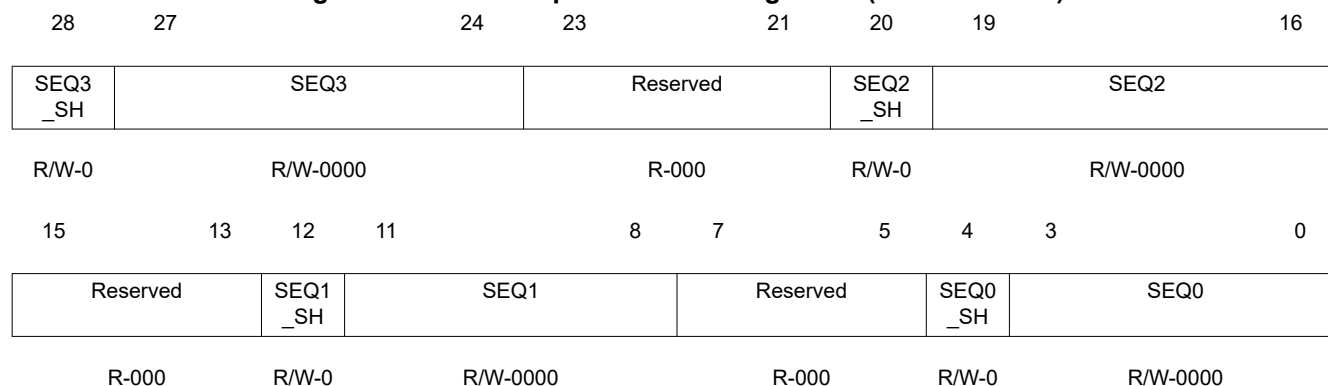 28 27 24 23 21 20 19 16
SEQ3 SEQ3 Reserved SEQ2 SEQ2
_SH _SH
R/W-0 R/W-0000 R-000 R/W-0 R/W-0000
15 13 12 11 8 7 5 4 3 0
Reserved SEQ1 SEQ1 Reserved SEQ0 SEQ0
_SH _SH
R-000 R/W-0 R/W-0000 R-000 R/W-0 R/W-0000